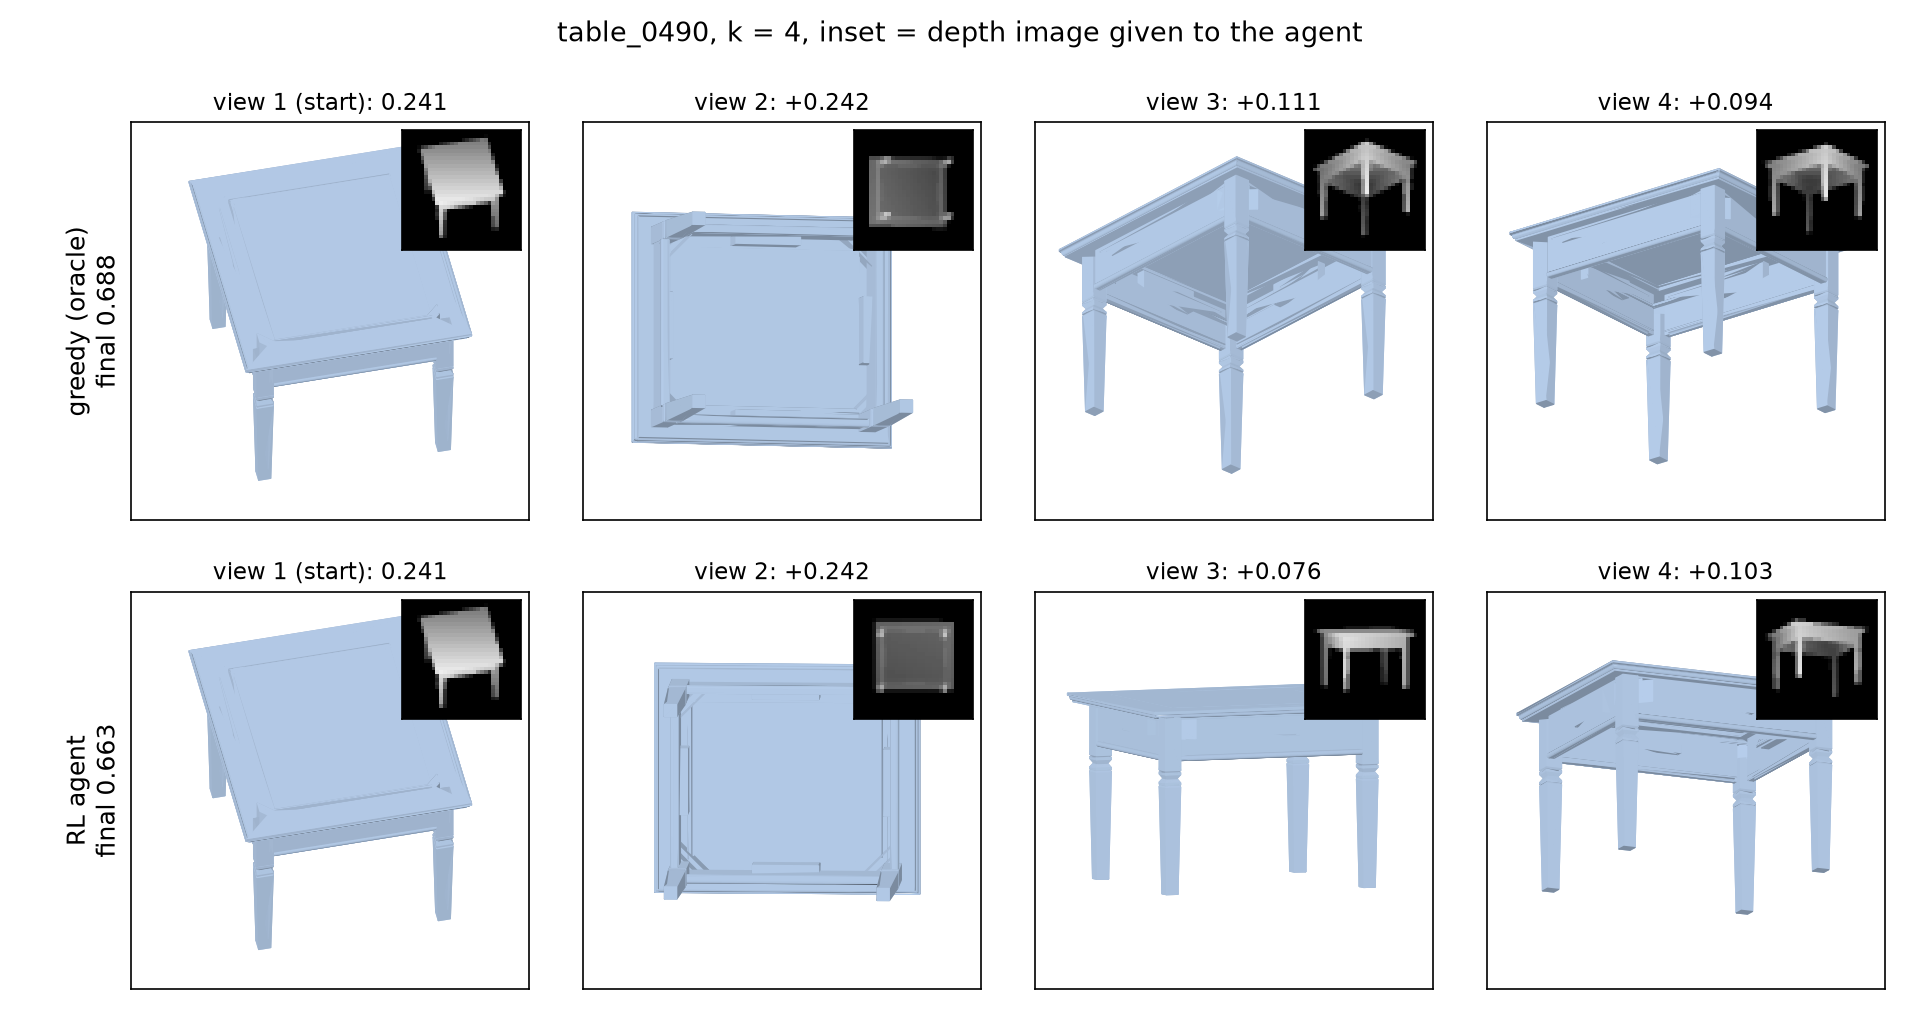 table_0490, k = 4, inset = depth image given to the agent
view 1 (start): 0.241
view 2: +0.242
view 3: +0.111
view 4: +0.094
greedy (oracle)
final 0.688
view 1 (start): 0.241
view 2: +0.242
view 3: +0.076
view 4: +0.103
RL agent
final 0.663